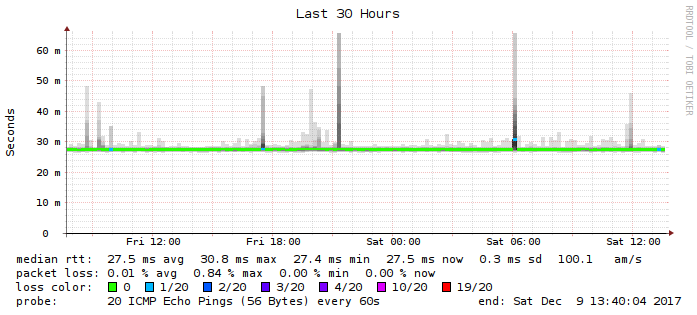 Last 30 Hours
RRDTOOL / TOBI OETIKER
Seconds
60 m
50 m
40 m
30 m
20 m
10 m
0
Fri 12:00 Fri 18:00 Sat 00:00 Sat 06:00 Sat 12:00
median rtt: 27.5 ms avg 30.8 ms max 27.4 ms min 27.5 ms now 0.3 ms sd 100.1 am/s
packet loss: 0.01 % avg 0.84 % max 0.00 % min 0.00 % now
loss color: 0 1/20 2/20 3/20 4/20 10/20 19/20
probe: 20 ICMP Echo Pings (56 Bytes) every 60s end: Sat Dec 9 13:40:04 2017